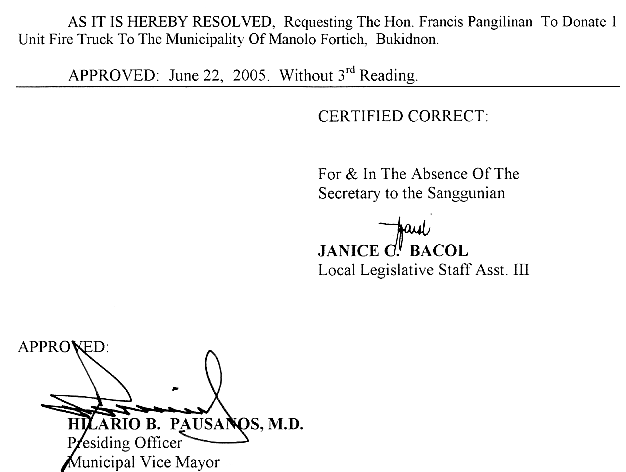 AS IT IS HEREBY RESOLVED, Requesting The Hon. Francis Pangilinan To Donate 1
Unit Fire Truck To The Municipality Of Manolo Fortich, Bukidnon.
APPROVED: June 22, 2005. Without 3rd Reading.
CERTIFIED CORRECT:
For & In The Absence Of The
Secretary to the Sanggunian
JANICE C. BACOL
Local Legislative Staff Asst. III
APPROVED:
HILARIO B. PAUSANOS, M.D.
Presiding Officer
Municipal Vice Mayor